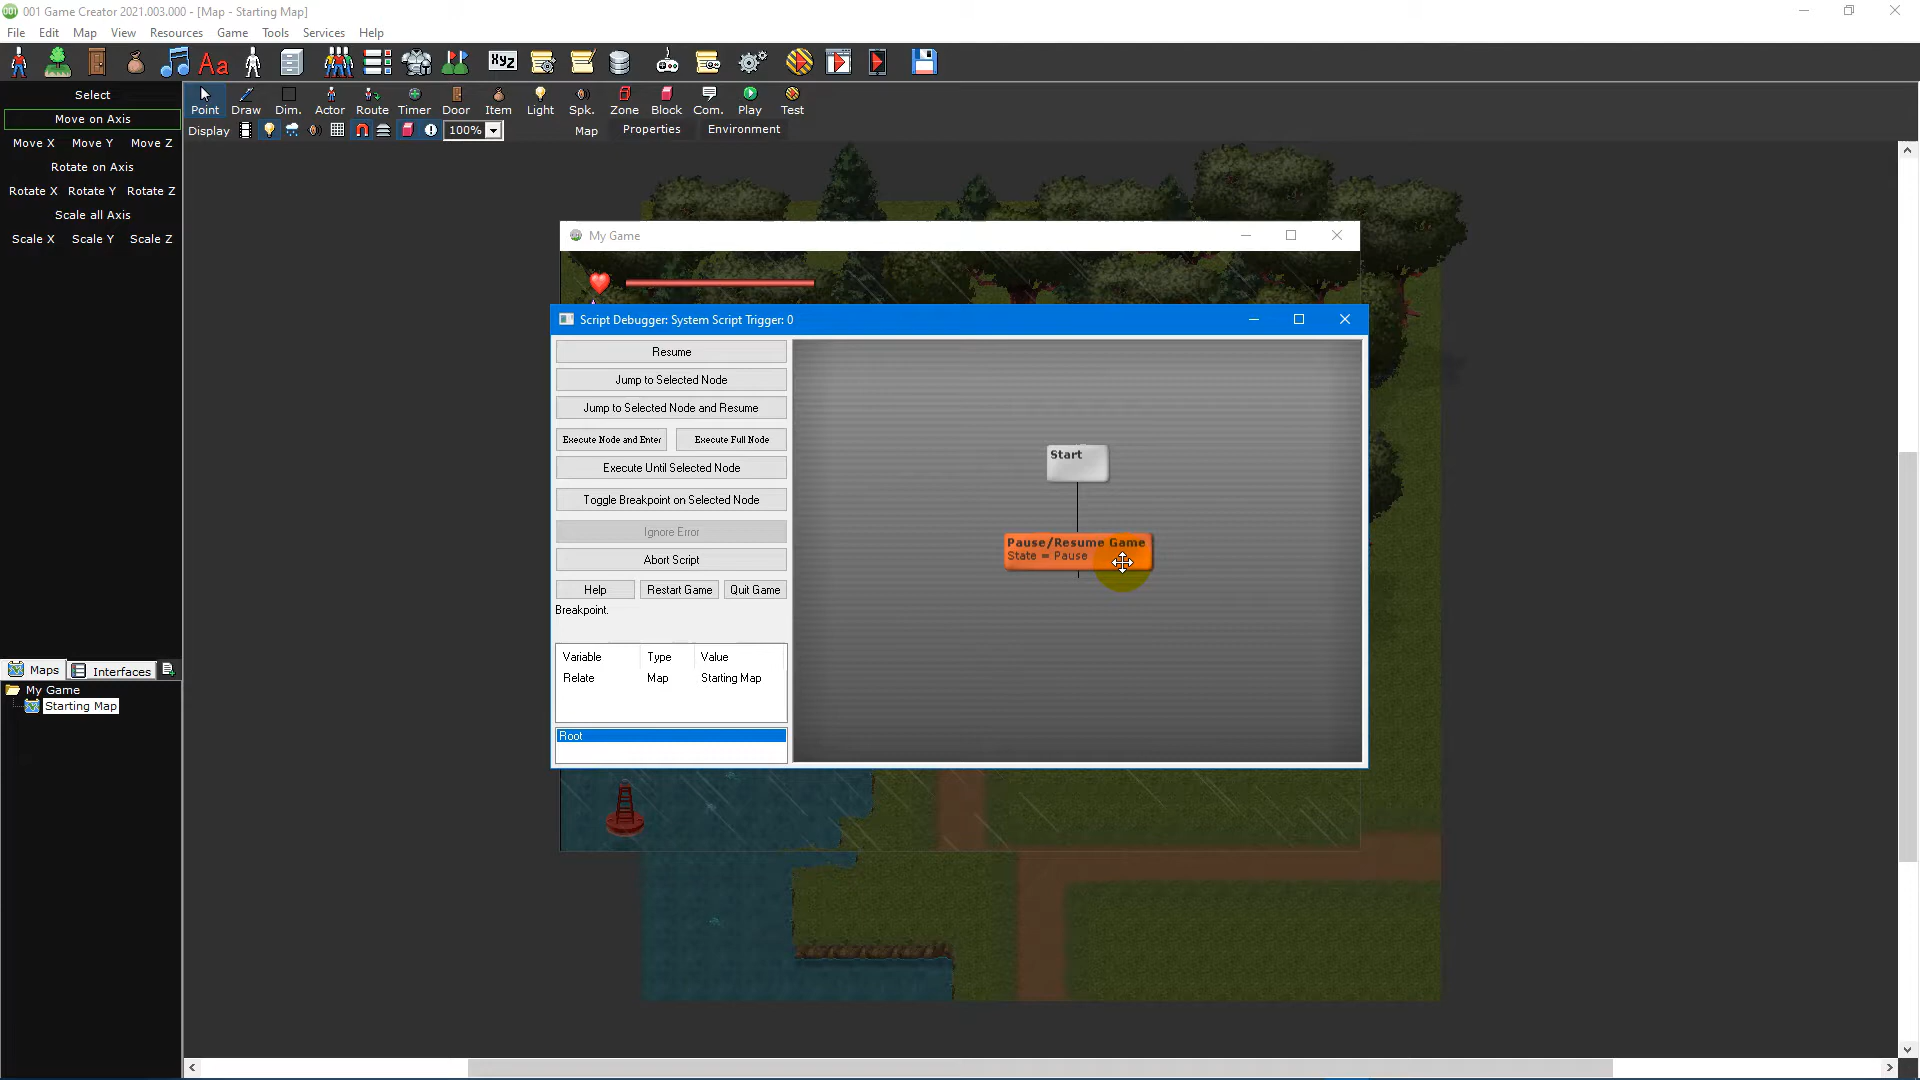 001 Game Creator 2021.003.000 - [Map - Starting Map]
File Edit Map View Resources Game Tools Services Help
Aa XYZ
Select
Move on Axis
Move X Move Y Move Z
Rotate on Axis
Rotate X Rotate Y Rotate Z
Scale all Axis
Scale X Scale Y Scale Z
Point Draw Dim. Actor Route Timer Door Item Light Spk. Zone Block Com. Play Test
Display 100% Map Properties Environment
My Game
Script Debugger: System Script Trigger: 0
Resume
Jump to Selected Node
Jump to Selected Node and Resume
Execute Node and Enter Execute Full Node
Execute Until Selected Node
Toggle Breakpoint on Selected Node
Ignore Error
Abort Script
Help Restart Game Quit Game
Breakpoint.
Variable Type Value
Relate Map Starting Map
Root
Start
Pause/Resume Game
State = Pause
Maps Interfaces
My Game
Starting Map